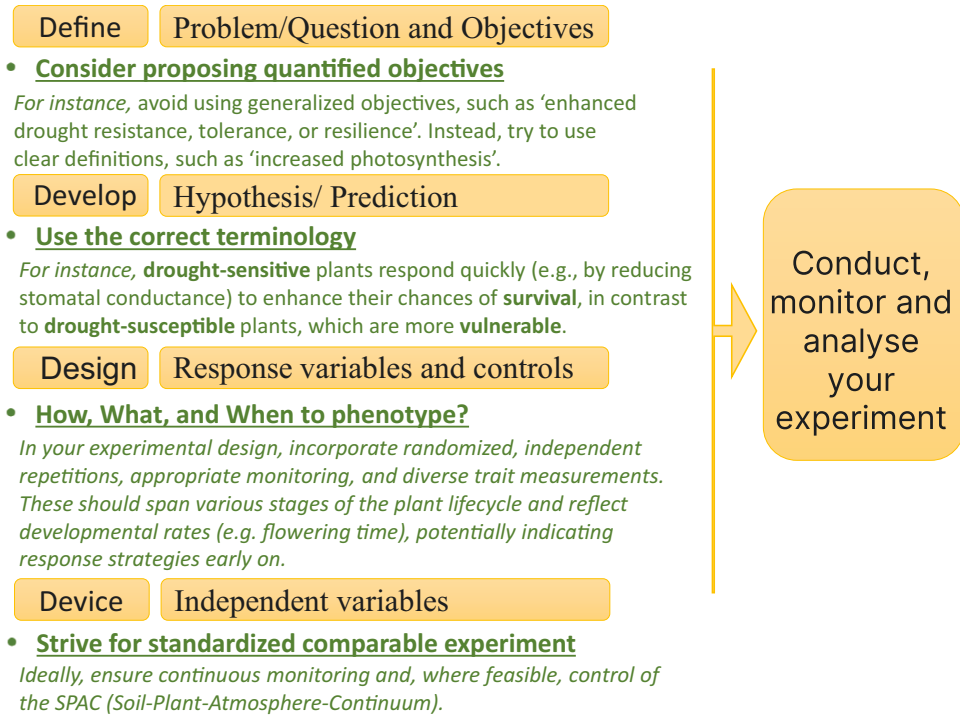 Define Problem/Question and Objectives
• Consider proposing quantified objectives
For instance, avoid using generalized objectives, such as ‘enhanced
drought resistance, tolerance, or resilience’. Instead, try to use
clear definitions, such as ‘increased photosynthesis’.
Develop Hypothesis/ Prediction
• Use the correct terminology
For instance, drought-sensitive plants respond quickly (e.g., by reducing
stomatal conductance) to enhance their chances of survival, in contrast
to drought-susceptible plants, which are more vulnerable.
Design Response variables and controls
• How, What, and When to phenotype?
In your experimental design, incorporate randomized, independent
repetitions, appropriate monitoring, and diverse trait measurements.
These should span various stages of the plant lifecycle and reflect
developmental rates (e.g. flowering time), potentially indicating
response strategies early on.
Device Independent variables
• Strive for standardized comparable experiment
Ideally, ensure continuous monitoring and, where feasible, control of
the SPAC (Soil-Plant-Atmosphere-Continuum).
Conduct,
monitor and
analyse
your
experiment